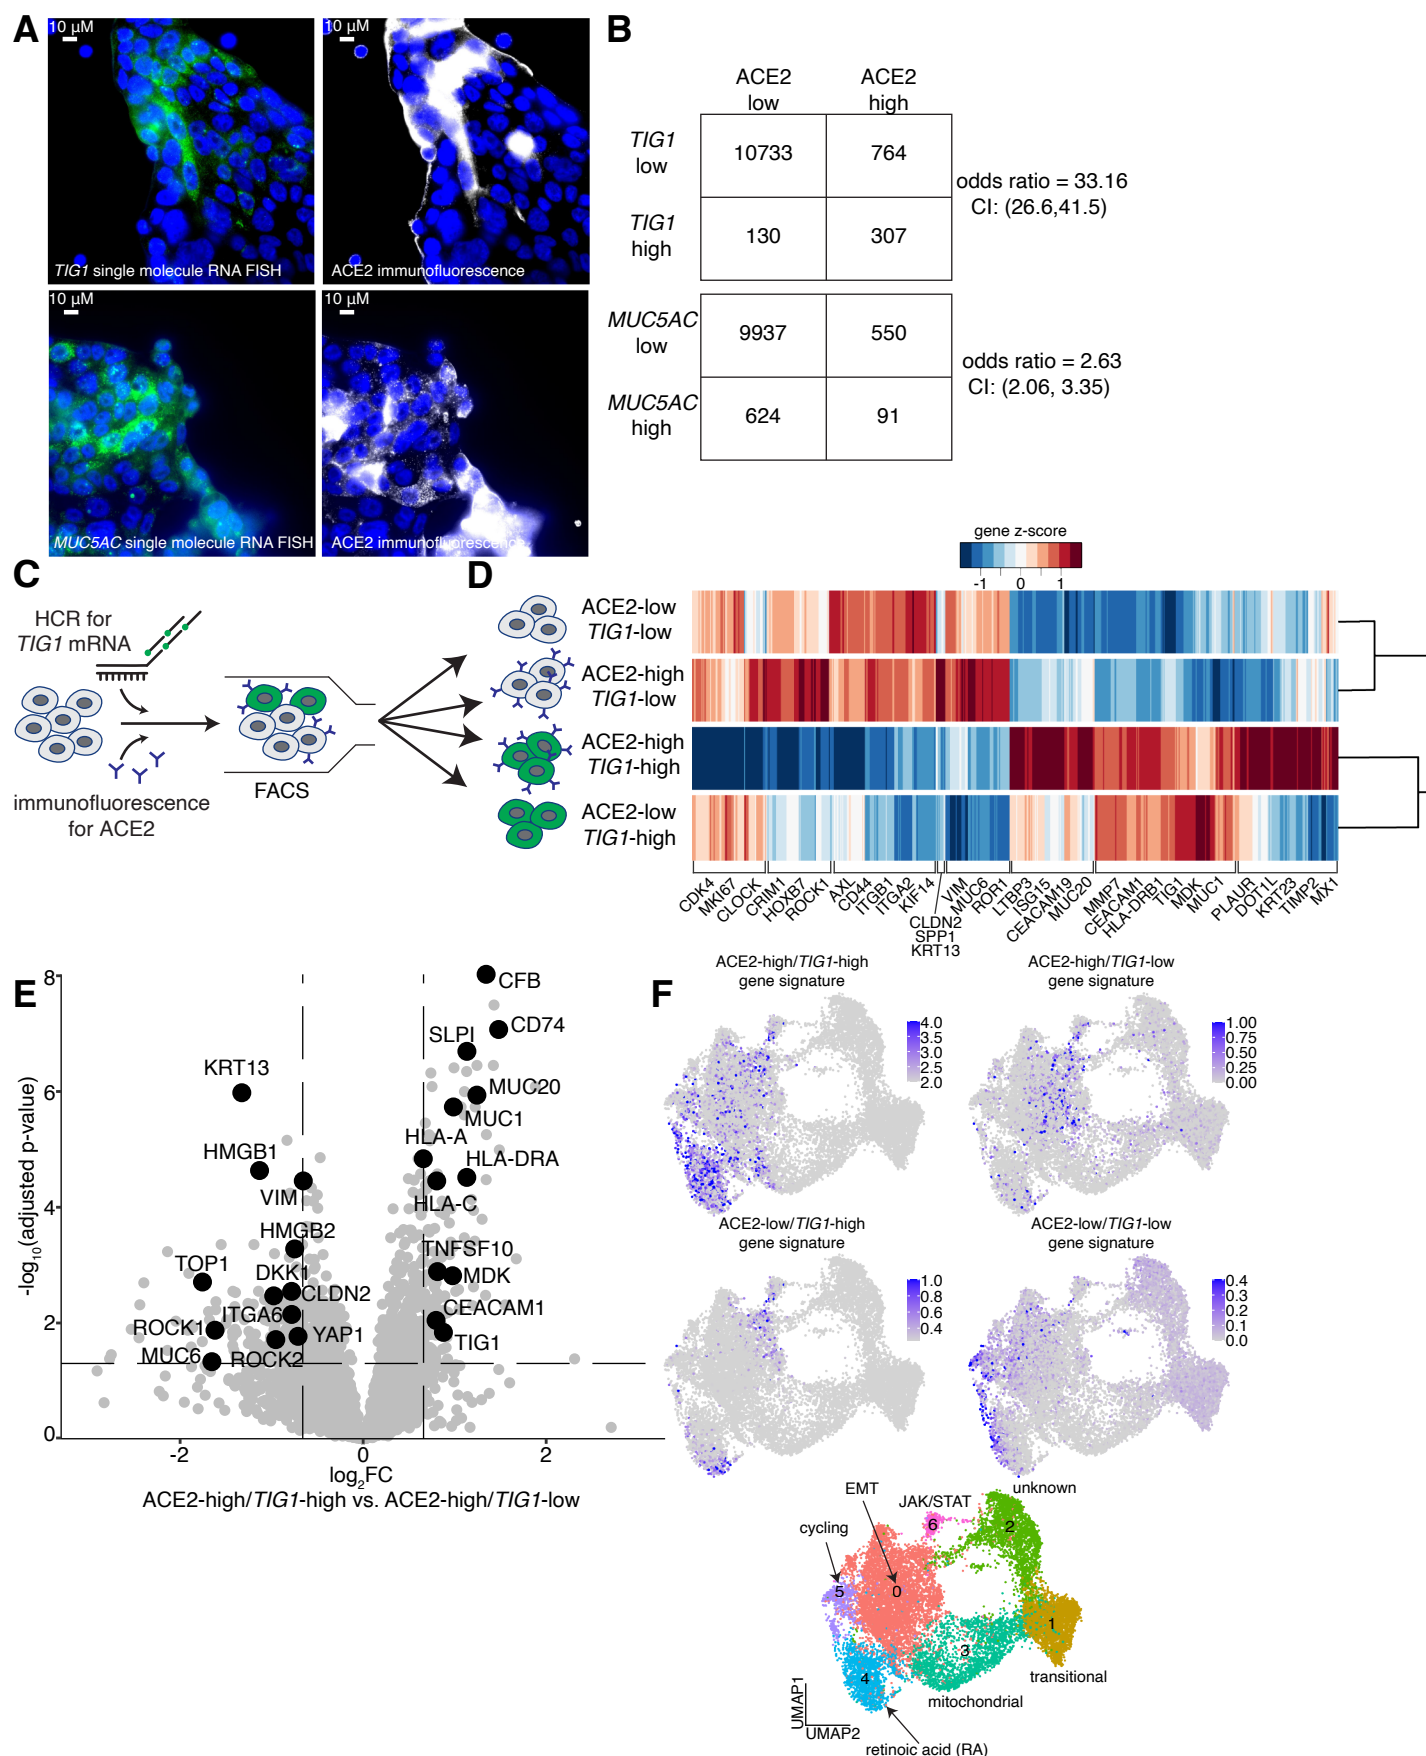 A
10 μM
10 μM
TIG1 single molecule RNA FISH
ACE2 immunofluorescence
10 μM
10 μM
MUC5AC single molecule RNA FISH
ACE2 immunofluorescence
B
ACE2
low
ACE2
high
TIG1
low
10733
764
TIG1
high
130
307
odds ratio = 33.16
CI: (26.6,41.5)
MUC5AC
low
9937
550
MUC5AC
high
624
91
odds ratio = 2.63
CI: (2.06, 3.35)
C
HCR for
TIG1 mRNA
immunofluorescence
for ACE2
FACS
D
gene z-score
-1
0
1
ACE2-low
TIG1-low
ACE2-high
TIG1-low
ACE2-high
TIG1-high
ACE2-low
TIG1-high
CDK4
MKI67
CLOCK
CRIM1
HOXB7
ROCK1
AXL
CD44
ITGB1
ITGA2
KIF14
CLDN2
SPP1
KRT13
VIM
MUC6
ROR1
LTBP3
ISG15
CEACAM19
MUC20
MMP7
CEACAM1
HLA-DRB1
TIG1
MDK
MUC1
PLAUR
DOT1L
KRT23
TIMP2
MX1
E
-log10(adjusted p-value)
8
6
4
2
0
-2
0
2
log2FC
ACE2-high/TIG1-high vs. ACE2-high/TIG1-low
CFB
CD74
SLPI
KRT13
MUC20
MUC1
HLA-A
HMGB1
HLA-DRA
VIM
HLA-C
HMGB2
TNFSF10
TOP1
DKK1
MDK
CLDN2
ITGA6
CEACAM1
ROCK1
YAP1
TIG1
MUC6
ROCK2
F
ACE2-high/TIG1-high
gene signature
4.0
3.5
3.0
2.5
2.0
ACE2-high/TIG1-low
gene signature
1.00
0.75
0.50
0.25
0.00
ACE2-low/TIG1-high
gene signature
1.0
0.8
0.6
0.4
ACE2-low/TIG1-low
gene signature
0.4
0.3
0.2
0.1
0.0
unknown
EMT
JAK/STAT
cycling
6
2
5
0
1
3
4
transitional
mitochondrial
retinoic acid (RA)
UMAP1
UMAP2